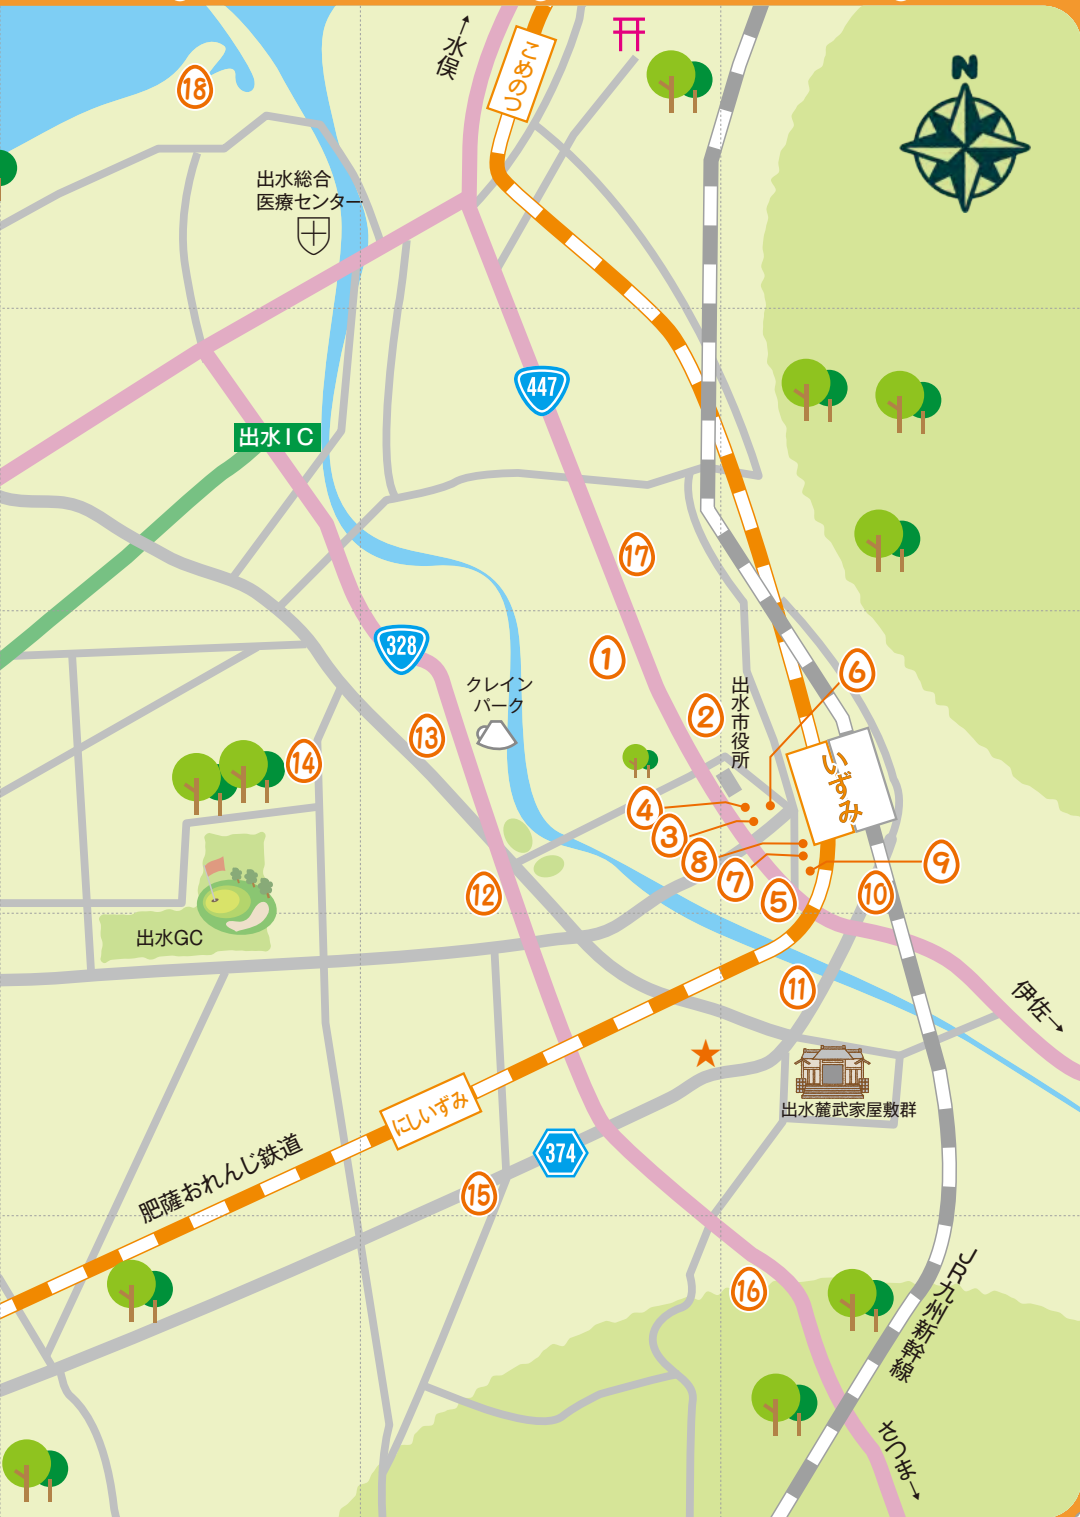 ↑水俣
こめのつ
N
18
出水総合
医療センター
447
出水IC
17
328
1
6
クレイン
パーク
2
出水市役所
13
14
いずみ
4
3
8
7
9
5
10
12
出水GC
11
伊佐→
出水麓武家屋敷群
にしいずみ
374
肥薩おれんじ鉄道
15
16
JR九州新幹線
さつま→